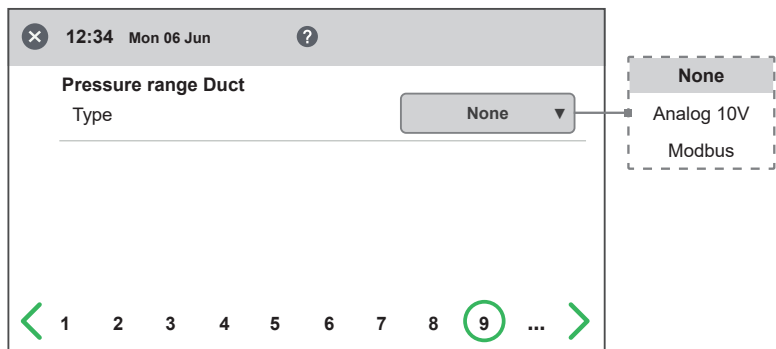 12:34 Mon 06 Jun ?
Pressure range Duct
Type None ▼
None
Analog 10V
Modbus
1 2 3 4 5 6 7 8 9 ...